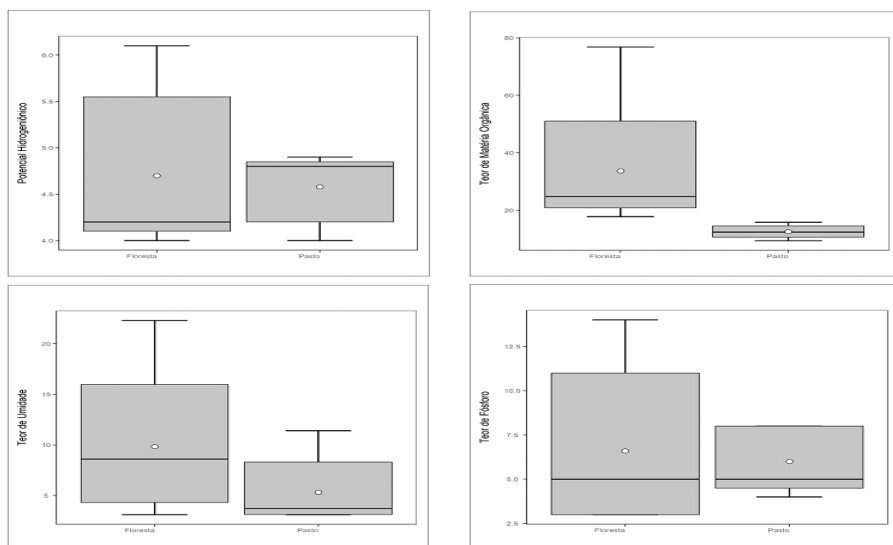 Potencial Hidrogeniônico
6.0
5.5
5.0
4.5
4.0
Floresta Pasto
Teor de Matéria Orgânica
80
60
40
20
Floresta Pasto
Teor de Umidade
20
15
10
5
Floresta Pasto
Teor de Fósforo
12.5
10.0
7.5
5.0
2.5
Floresta Pasto